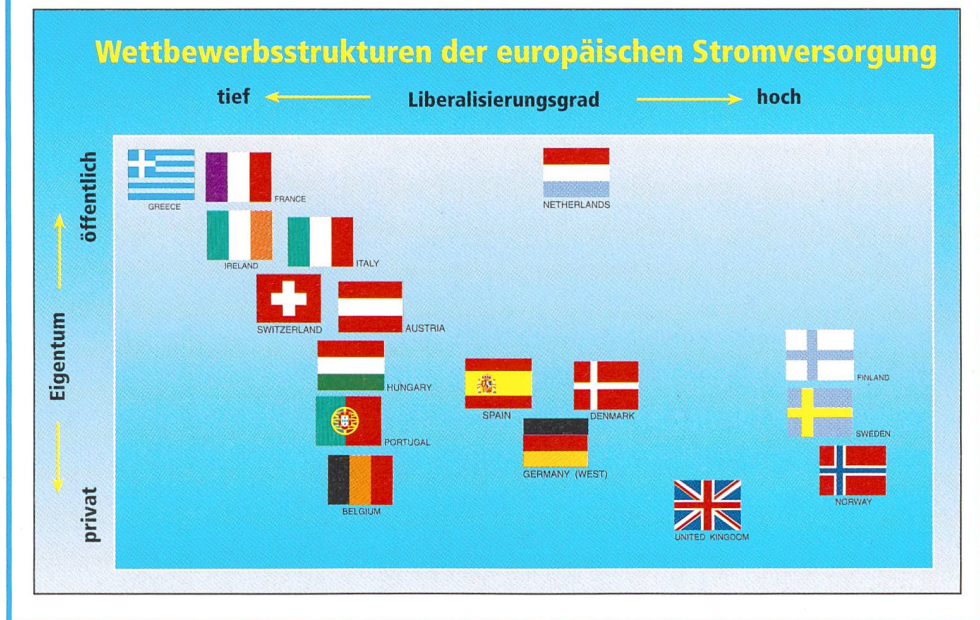 Wettbewerbsstrukturen der europäischen Stromversorgung
tief Liberalisierungsgrad hoch
öffentlich
Eigentum
privat
GREECE
FRANCE
NETHERLANDS
IRELAND
ITALY
SWITZERLAND
AUSTRIA
HUNGARY
SPAIN
DENMARK
FINLAND
PORTUGAL
GERMANY (WEST)
SWEDEN
BELGIUM
UNITED KINGDOM
NORWAY